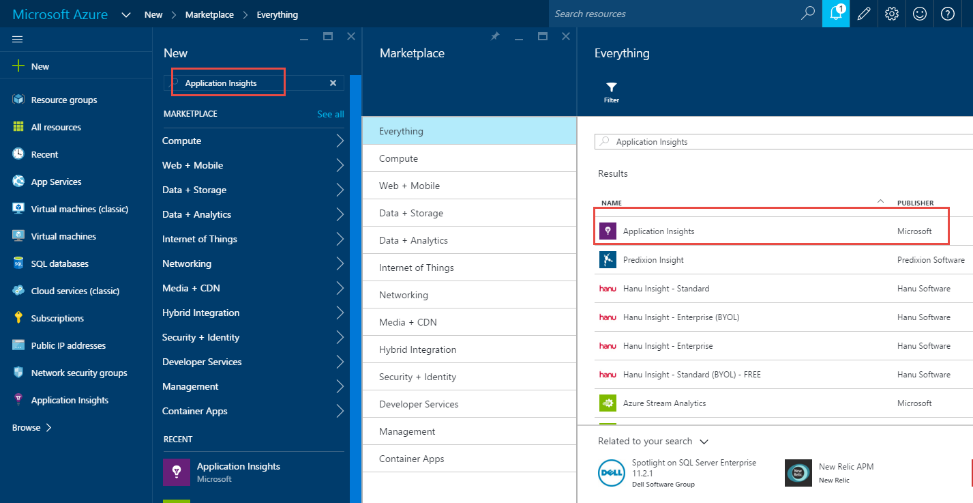 Microsoft Azure New Marketplace Everything
Search resources
1
New
Resource groups
All resources
Recent
App Services
Virtual machines (classic)
Virtual machines
SQL databases
Cloud services (classic)
Subscriptions
Public IP addresses
Network security groups
Application Insights
Browse
New
Application Insights
MARKETPLACE See all
Compute
Web + Mobile
Data + Storage
Data + Analytics
Internet of Things
Networking
Media + CDN
Hybrid Integration
Security + Identity
Developer Services
Management
Container Apps
RECENT
Application Insights
Microsoft
Marketplace
Everything
Compute
Web + Mobile
Data + Storage
Data + Analytics
Internet of Things
Networking
Media + CDN
Hybrid Integration
Security + Identity
Developer Services
Management
Container Apps
Everything
Filter
Application Insights
Results
NAME PUBLISHER
Application Insights Microsoft
Predixion Insight Predixion Software
hanu Hanu Insight - Standard Hanu Software
hanu Hanu Insight - Enterprise (BYOL) Hanu Software
hanu Hanu Insight - Enterprise Hanu Software
hanu Hanu Insight - Standard (BYOL) - FREE Hanu Software
Azure Stream Analytics Microsoft
Related to your search
DELL
Spotlight on SQL Server Enterprise
11.2.1
Dell Software Group
New Relic APM
New Relic